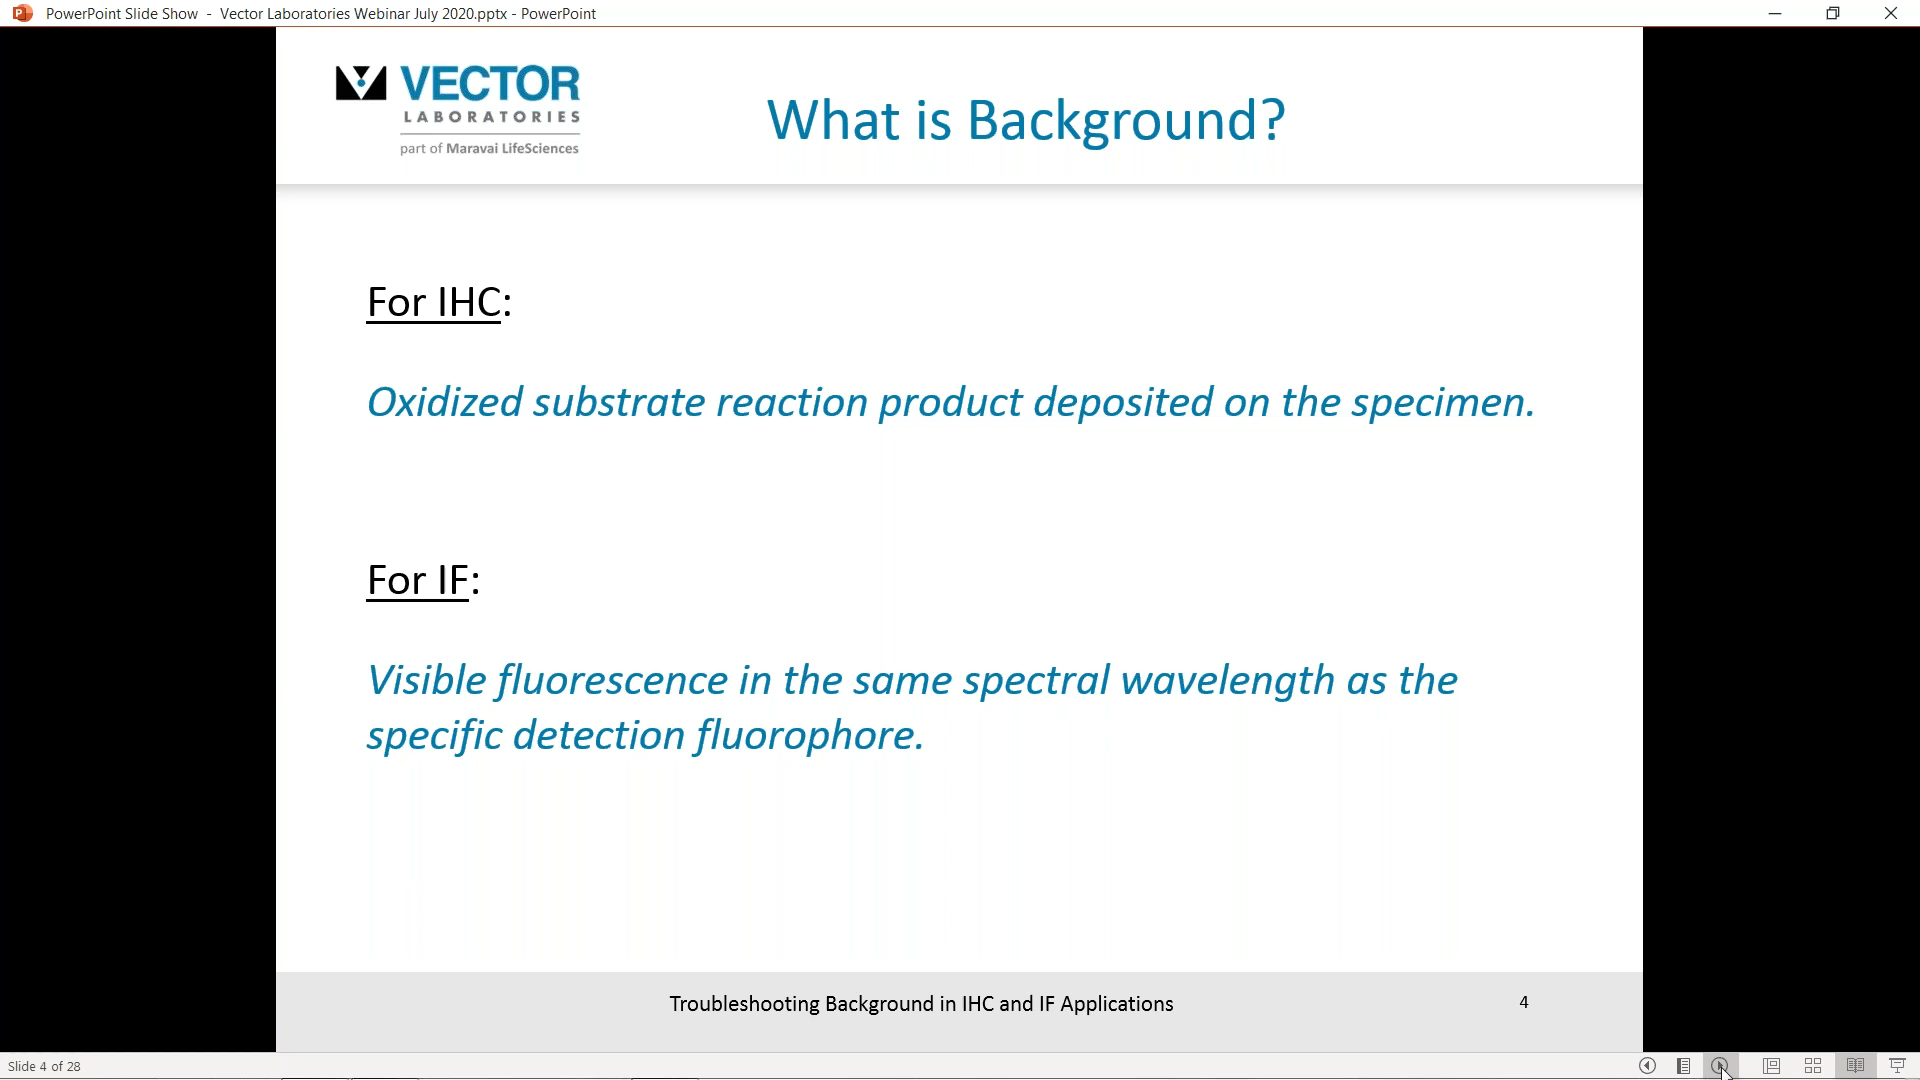 PowerPoint Slide Show - Vector Laboratories Webinar July 2020.pptx - PowerPoint
VECTOR
LABORATORIES
part of Maravai LifeSciences
What is Background?
For IHC:
Oxidized substrate reaction product deposited on the specimen.
For IF:
Visible fluorescence in the same spectral wavelength as the
specific detection fluorophore.
Troubleshooting Background in IHC and IF Applications
4
Slide 4 of 28